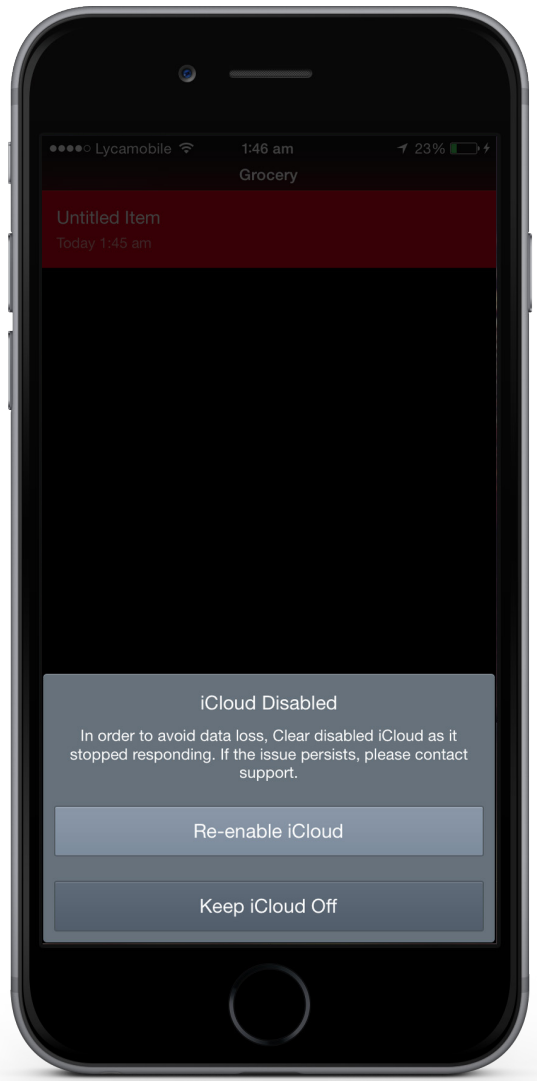 Lycamobile 1:46 am 23%
Grocery
Untitled Item
Today 1:45 am
iCloud Disabled
In order to avoid data loss, Clear disabled iCloud as it
stopped responding. If the issue persists, please contact
support.
Re-enable iCloud
Keep iCloud Off